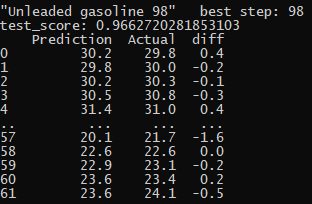 "Unleaded gasoline 98"   best step: 98
test_score: 0.9662720281853103
    Prediction  Actual  diff
0         30.2    29.8   0.4
1         29.8    30.0  -0.2
2         30.2    30.3  -0.1
3         30.5    30.8  -0.3
4         31.4    31.0   0.4
..         ...     ...   ...
57        20.1    21.7  -1.6
58        22.6    22.6   0.0
59        22.9    23.1  -0.2
60        23.6    23.4   0.2
61        23.6    24.1  -0.5